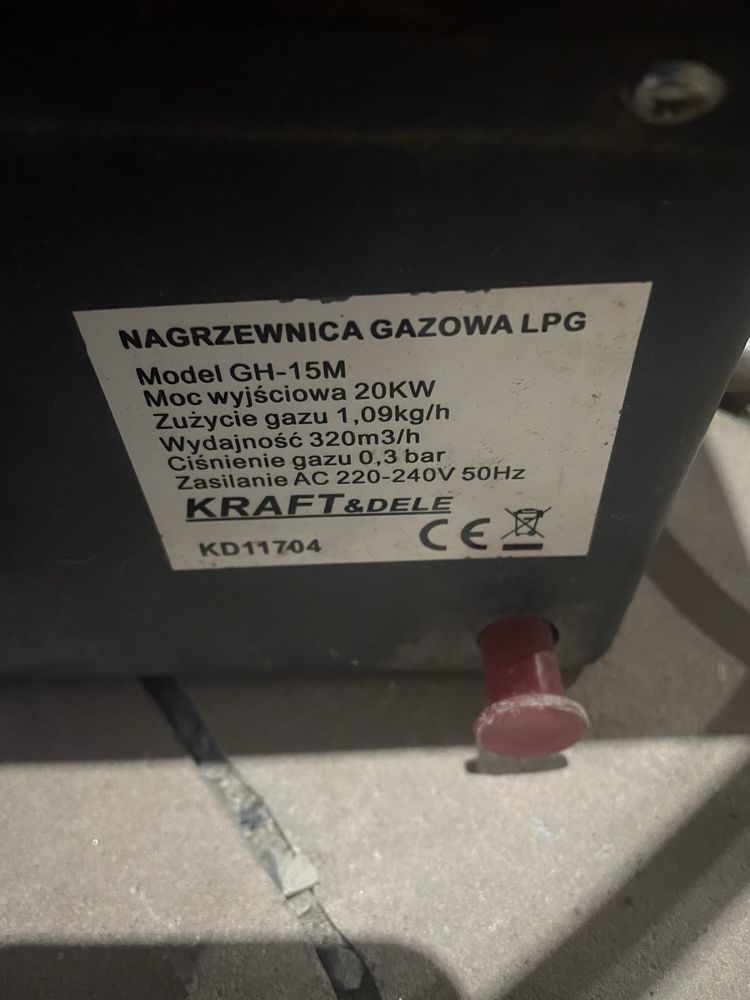 NAGRZEWNICA GAZOWA LPG
Model GH-15M
Moc wyjściowa 20KW
Zużycie gazu 1,09kg/h
Wydajność 320m3/h
Ciśnienie gazu 0,3 bar
Zasilanie AC 220-240V 50Hz
KRAFT&DELE
KD11704 CE